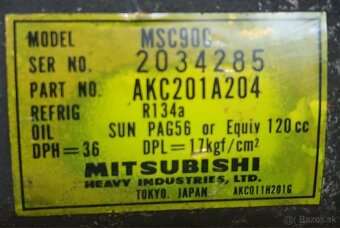 MODEL MSC90C
SER NO. 2034285
PART NO. AKC201A204
REFRIG R134a
OIL SUN PAG56 or Equiv 120cc
DPH=36 DPL=17kgf/cm²
MITSUBISHI
HEAVY INDUSTRIES, LTD.
TOKYO. JAPAN AKC011H201G
Bazos.sk